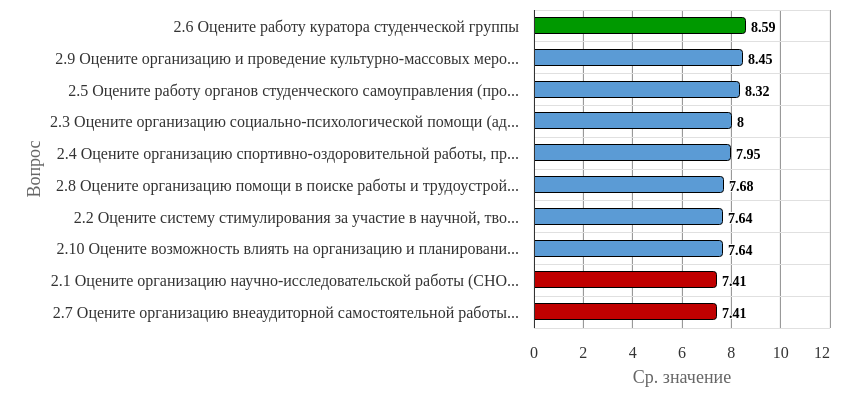 2.6 Оцените работу куратора студенческой группы 8.59
2.9 Оцените организацию и проведение культурно-массовых меро... 8.45
2.5 Оцените работу органов студенческого самоуправления (про... 8.32
2.3 Оцените организацию социально-психологической помощи (ад... 8
2.4 Оцените организацию спортивно-оздоровительной работы, пр... 7.95
2.8 Оцените организацию помощи в поиске работы и трудоустрой... 7.68
2.2 Оцените систему стимулирования за участие в научной, тво... 7.64
2.10 Оцените возможность влиять на организацию и планировани... 7.64
2.1 Оцените организацию научно-исследовательской работы (СНО... 7.41
2.7 Оцените организацию внеаудиторной самостоятельной работы... 7.41
Вопрос
0 2 4 6 8 10 12
Ср. значение